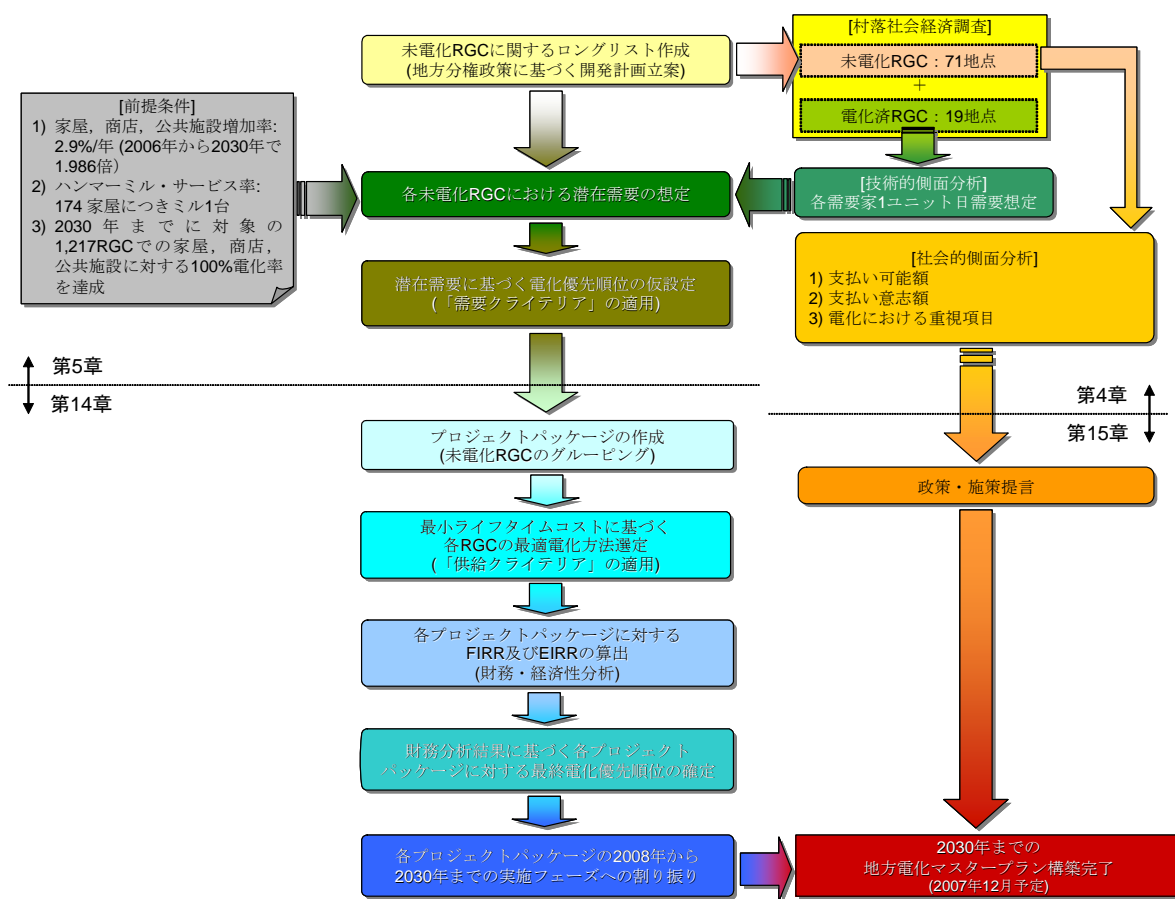 未電化RGCに関するロングリスト作成
(地方分権政策に基づく開発計画立案)
[村落社会経済調査]
未電化RGC：71地点
＋
電化済RGC：19地点
[前提条件]
1) 家屋，商店，公共施設増加率:
2.9%/年 (2006年から2030年で
1.986倍)
2) ハンマーミル・サービス率:
174 家屋につきミル1台
3) 2030年までに対象の
1,217RGCでの家屋，商店，
公共施設に対する100%電化率
を達成
各未電化RGCにおける潜在需要の想定
[技術的側面分析]
各需要家1ユニット日需要想定
潜在需要に基づく電化優先順位の仮設定
(「需要クライテリア」の適用)
[社会的側面分析]
1) 支払い可能額
2) 支払い意志額
3) 電化における重視項目
第5章
第14章
第4章
第15章
プロジェクトパッケージの作成
(未電化RGCのグルーピング)
政策・施策提言
最小ライフタイムコストに基づく
各RGCの最適電化方法選定
(「供給クライテリア」の適用)
各プロジェクトパッケージに対する
FIRR及びEIRRの算出
(財務・経済性分析)
財務分析結果に基づく各プロジェクト
パッケージに対する最終電化優先順位の確定
各プロジェクトパッケージの2008年から
2030年までの実施フェーズへの割り振り
2030年までの
地方電化マスタープラン構築完了
(2007年12月予定)